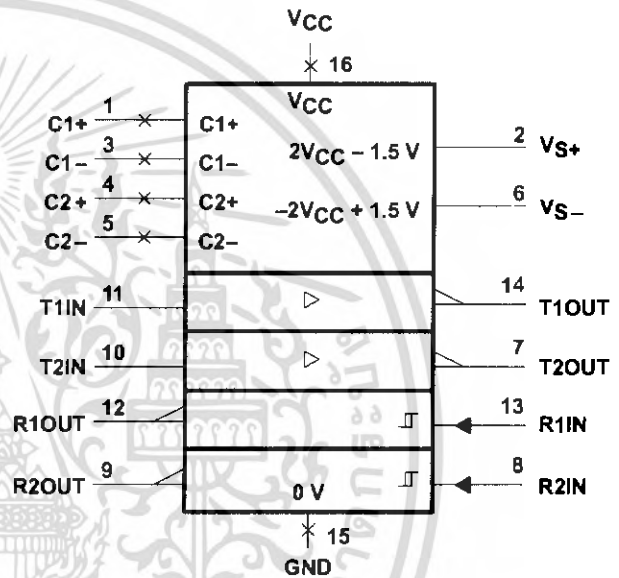 VCC
16
VCC
C1+ 1 C1+
C1– 3 C1–
2VCC – 1.5 V 2 VS+
C2+ 4 C2+
–2VCC + 1.5 V 6 VS–
C2– 5 C2–
T1IN 11 14 T1OUT
T2IN 10 7 T2OUT
R1OUT 12 13 R1IN
R2OUT 9 8 R2IN
0 V
15
GND